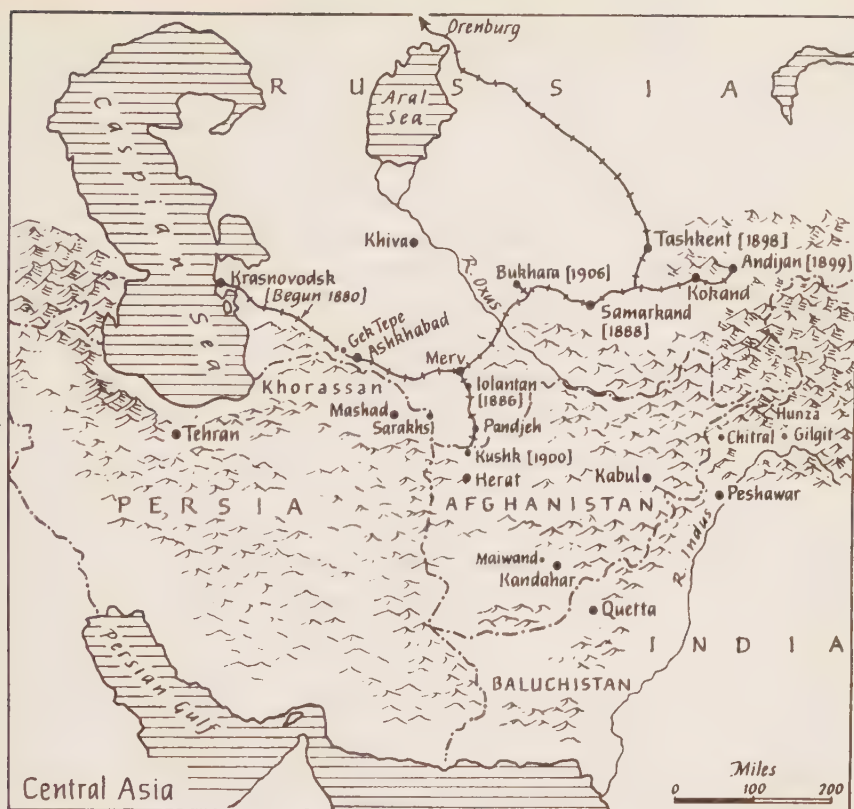 Orenburg
RUSSIA
Aral
Sea
Caspian Sea
Khiva
R. Oxus
Tashkent [1898]
Andijan [1899]
Bukhara [1906]
Kokand
Samarkand
[1888]
Krasnovodsk
[Begun 1880]
Gek Tepe
Ashkhabad
Merv
Khorassan
Iolantan
[1886]
Mashad
Sarakhs
Pandjeh
Hunza
Chitral
Gilgit
Tehran
Kushk [1900]
Herat
Kabul
PERSIA
AFGHANISTAN
Peshawar
R. Indus
Maiwand
Kandahar
Quetta
INDIA
Persian Gulf
BALUCHISTAN
Central Asia
Miles
0 100 200